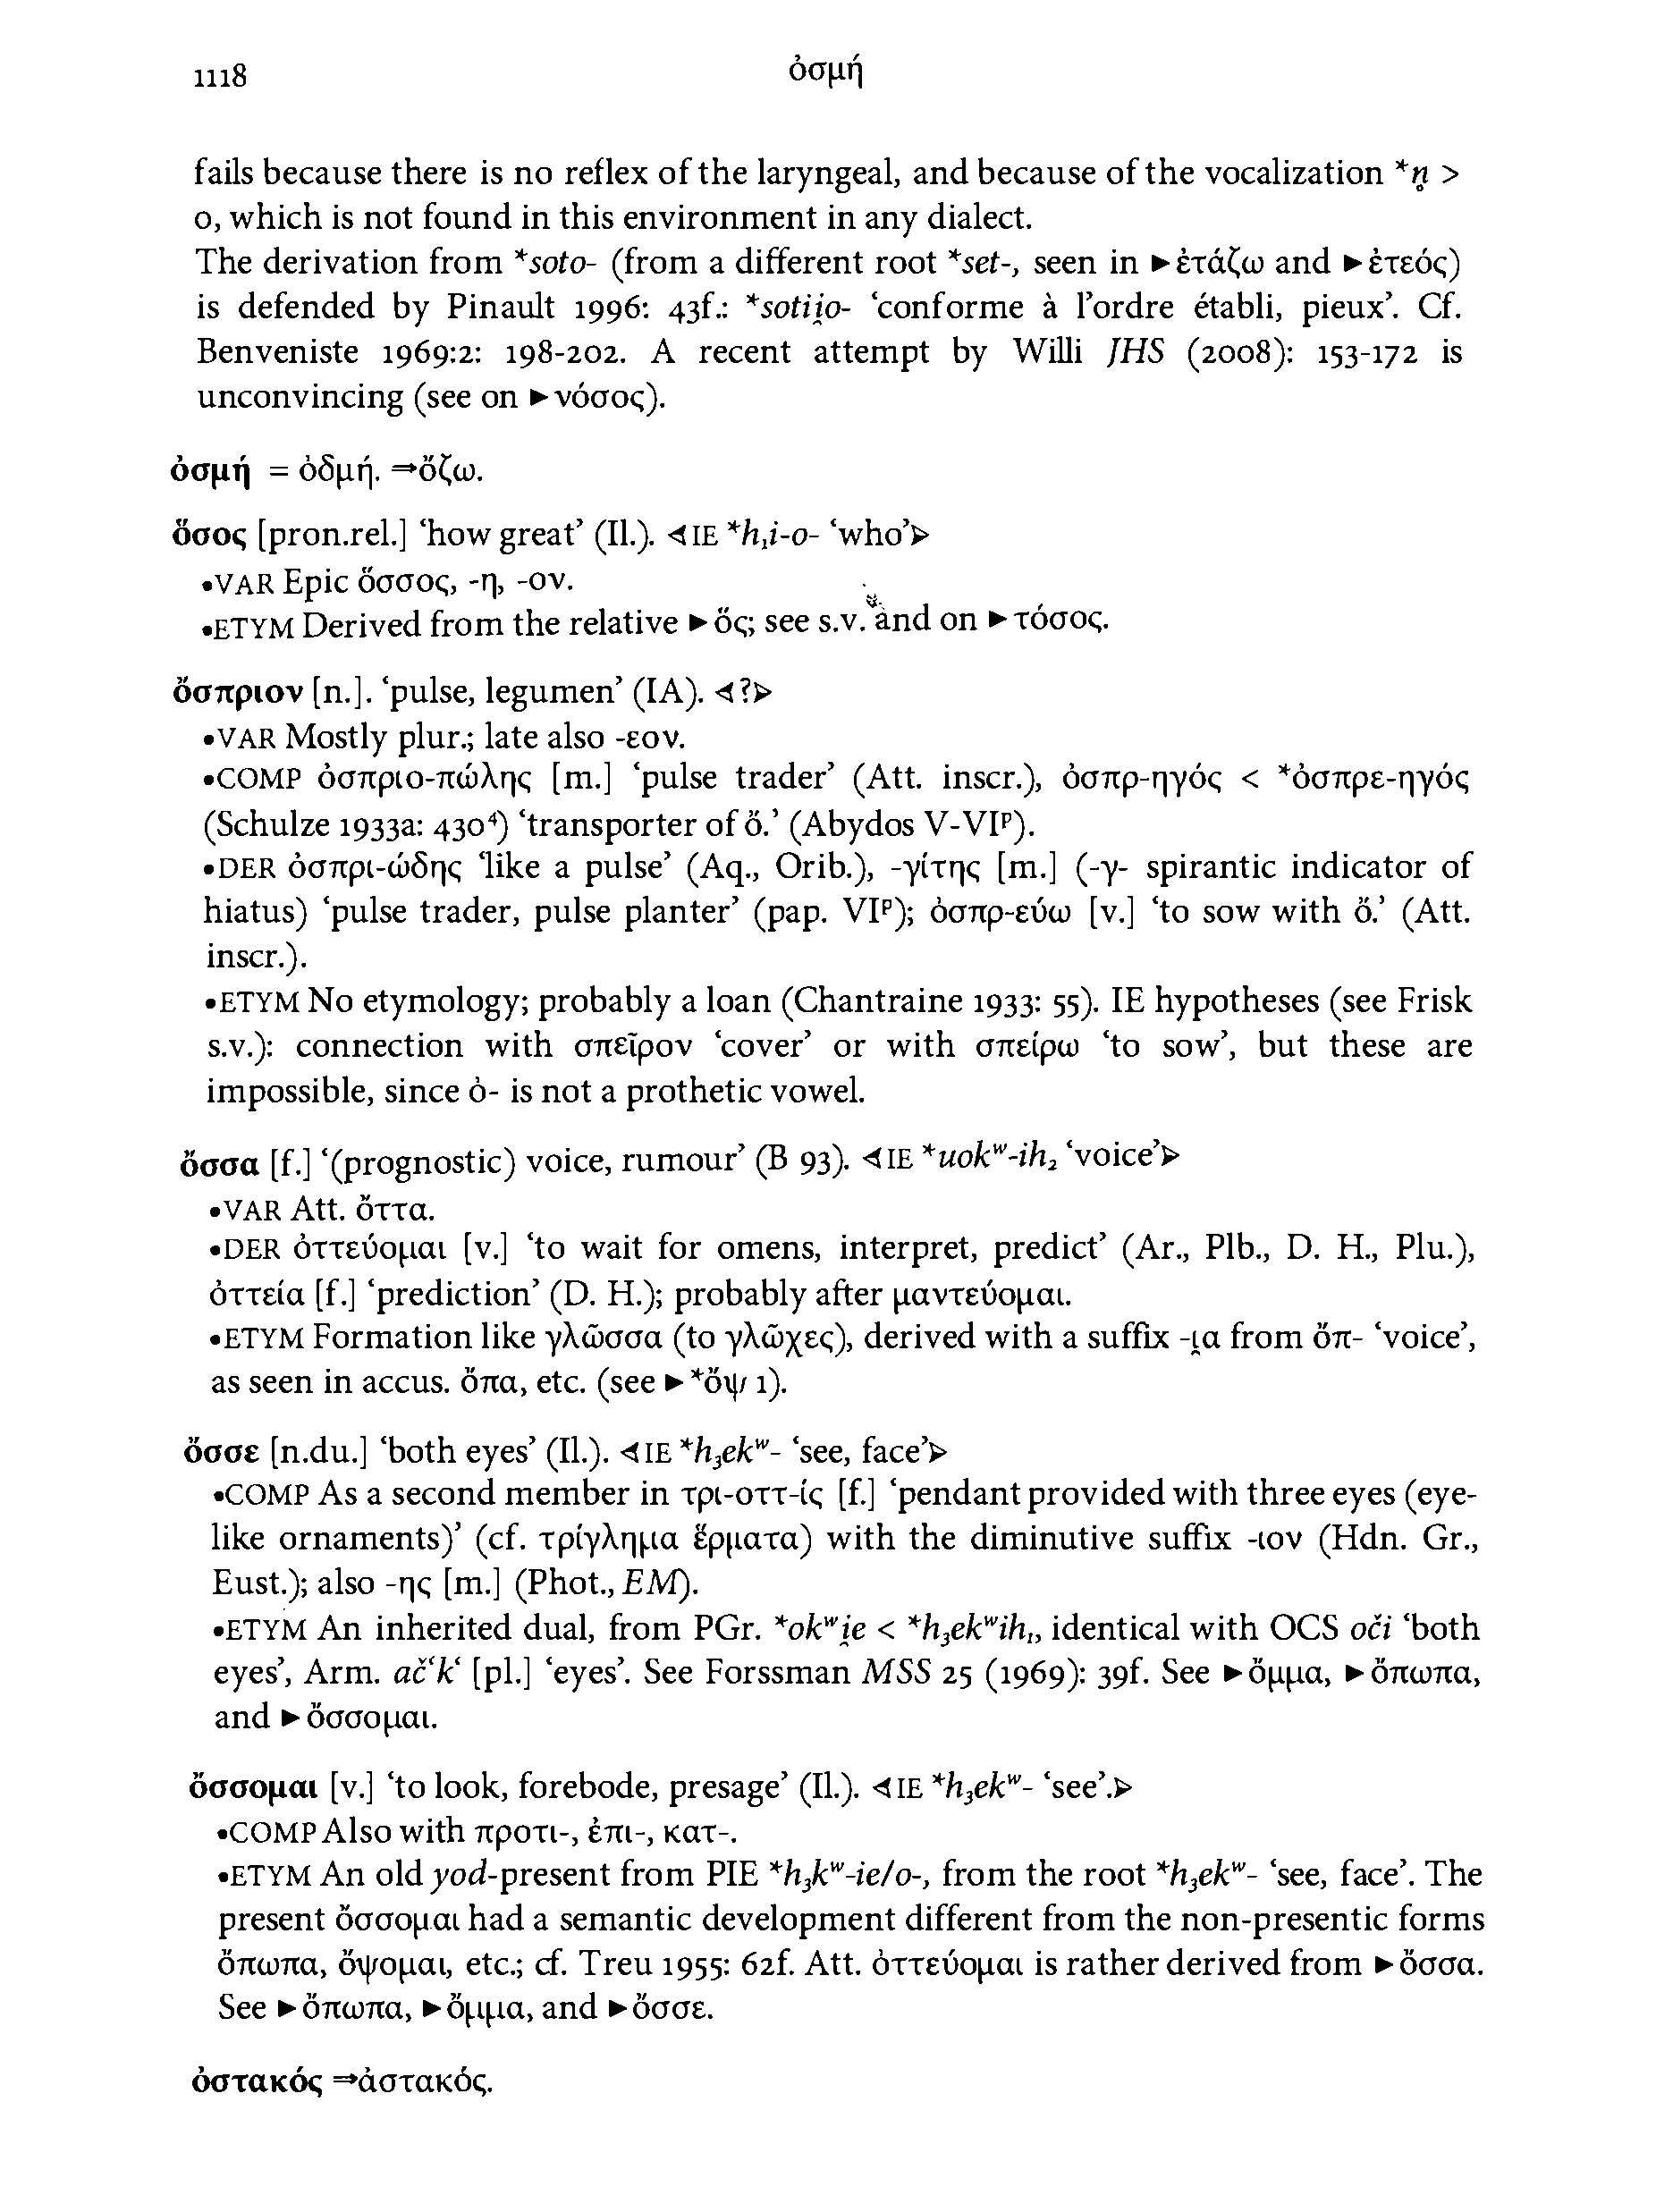 1118
ὀσμή
fails because there is no reflex of the laryngeal, and because of the vocalization *n̥ >
o, which is not found in this environment in any dialect.
The derivation from *soto- (from a different root *set-, seen in ►ἐτάζω and ►ἐτεός)
is defended by Pinault 1996: 43f.: *sotii̯o- ‘conforme à l’ordre établi, pieux’. Cf.
Benveniste 1969:2: 198-202. A recent attempt by Willi JHS (2008): 153-172 is
unconvincing (see on ►νόσος).
ὀσμή = ὀδμή. ⇒ὄζω.
ὅσος [pron.rel.] ‘how great’ (Il.). ⊲IE *h₁i-o- ‘who’⊳
•VAR Epic ὅσσος, -η, -ον.
•ETYM Derived from the relative ►ὅς; see s.v. and on ►τόσος.
ὄσπριον [n.]. ‘pulse, legumen’ (IA). ⊲?⊳
•VAR Mostly plur.; late also -εον.
•COMP ὀσπριο-πώλης [m.] ‘pulse trader’ (Att. inscr.), ὀσπρ-ηγός < *ὀσπρε-ηγός
(Schulze 1933a: 430⁴) ‘transporter of ὄ.’ (Abydos V-VIᵖ).
•DER ὀσπρι-ώδης ‘like a pulse’ (Aq., Orib.), -γίτης [m.] (-γ- spirantic indicator of
hiatus) ‘pulse trader, pulse planter’ (pap. VIᵖ); ὀσπρ-εύω [v.] ‘to sow with ὄ.’ (Att.
inscr.).
•ETYM No etymology; probably a loan (Chantraine 1933: 55). IE hypotheses (see Frisk
s.v.): connection with σπεῖρον ‘cover’ or with σπείρω ‘to sow’, but these are
impossible, since ὀ- is not a prothetic vowel.
ὄσσα [f.] ‘(prognostic) voice, rumour’ (Β 93). ⊲IE *uokʷ-ih₂ ‘voice’⊳
•VAR Att. ὄττα.
•DER ὀττεύομαι [v.] ‘to wait for omens, interpret, predict’ (Ar., Plb., D. H., Plu.),
ὀττεία [f.] ‘prediction’ (D. H.); probably after μαντεύομαι.
•ETYM Formation like γλῶσσα (to γλῶχες), derived with a suffix -ι̯α from ὄπ- ‘voice’,
as seen in accus. ὄπα, etc. (see ►*ὄψ 1).
ὄσσε [n.du.] ‘both eyes’ (Il.). ⊲IE *h₃ekʷ- ‘see, face’⊳
•COMP As a second member in τρι-οττ-ίς [f.] ‘pendant provided with three eyes (eye-
like ornaments)’ (cf. τρίγλημα ἕρματα) with the diminutive suffix -ιον (Hdn. Gr.,
Eust.); also -ης [m.] (Phot., EM).
•ETYM An inherited dual, from PGr. *okʷi̯e < *h₃ekʷih₁, identical with OCS oči ‘both
eyes’, Arm. ač‘k‘ [pl.] ‘eyes’. See Forssman MSS 25 (1969): 39f. See ►ὄμμα, ►ὄπωπα,
and ►ὄσσομαι.
ὄσσομαι [v.] ‘to look, forebode, presage’ (Il.). ⊲IE *h₃ekʷ- ‘see’.⊳
•COMP Also with προτι-, ἐπι-, κατ-.
•ETYM An old yod-present from PIE *h₃kʷ-ie/o-, from the root *h₃ekʷ- ‘see, face’. The
present ὄσσομαι had a semantic development different from the non-presentic forms
ὄπωπα, ὄψομαι, etc.; cf. Treu 1955: 62f. Att. ὀττεύομαι is rather derived from ►ὄσσα.
See ►ὄπωπα, ►ὄμμα, and ►ὄσσε.
ὀστακός ⇒ἀστακός.